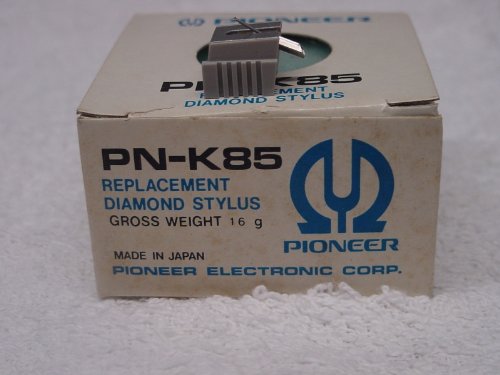 PIONEER
PN-K85
REPLACEMENT
DIAMOND STYLUS
PN-K85
REPLACEMENT
DIAMOND STYLUS
GROSS WEIGHT 16 g
PIONEER
MADE IN JAPAN
PIONEER ELECTRONIC CORP.